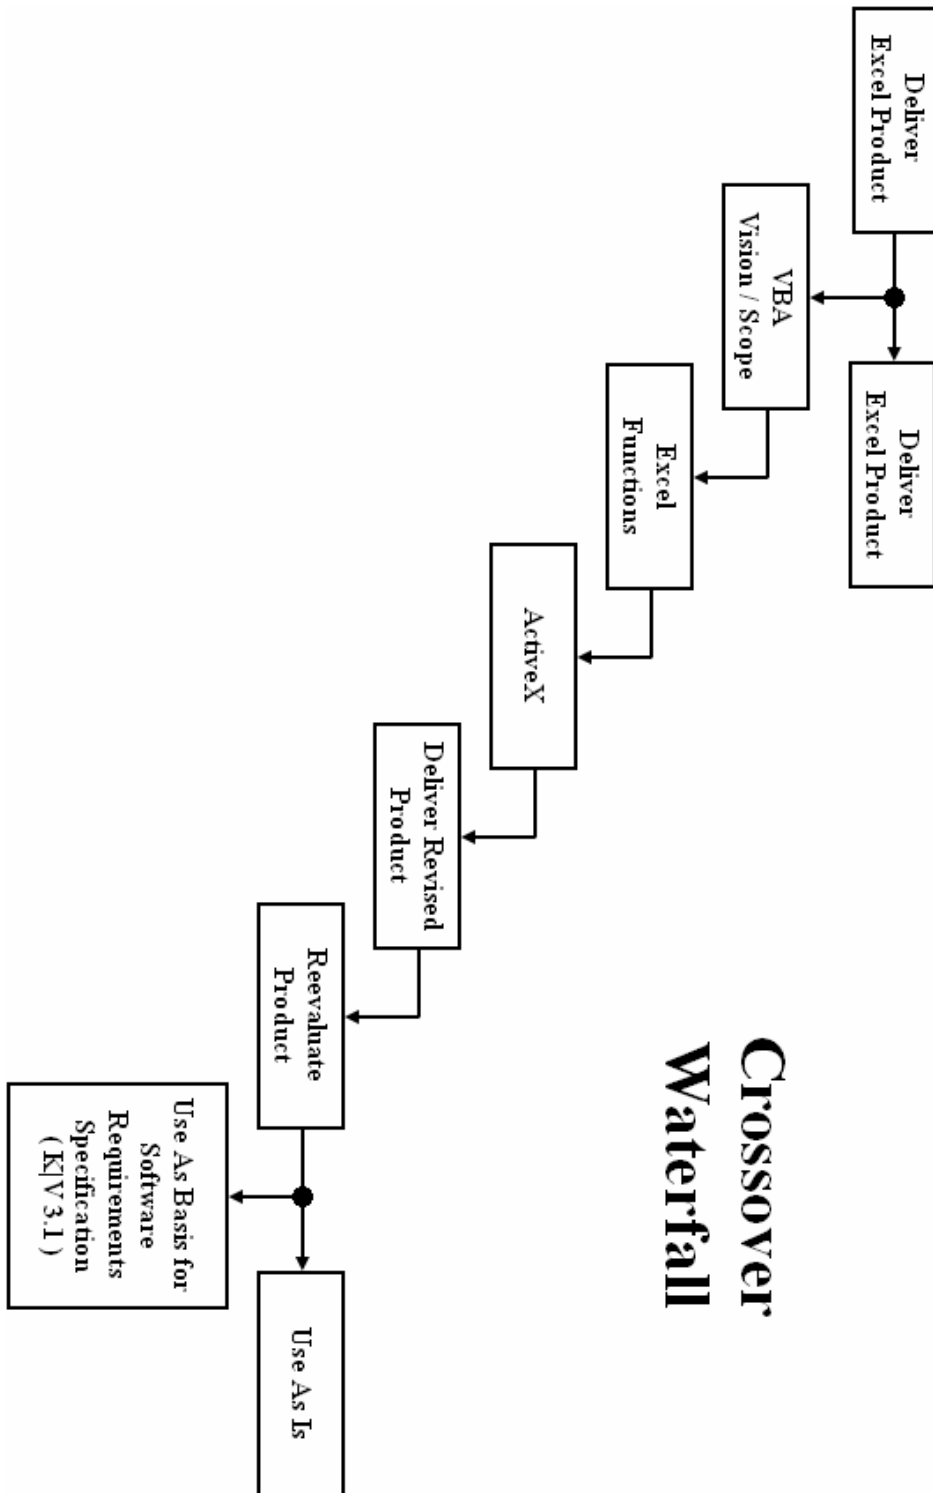 Deliver
Excel Product
Deliver
Excel Product
VBA
Vision / Scope
Excel
Functions
ActiveX
Deliver Revised
Product
Reevaluate
Product
Use As Is
Use As Basis for
Software
Requirements
Specification
( K|V 3.1 )
Crossover
Waterfall